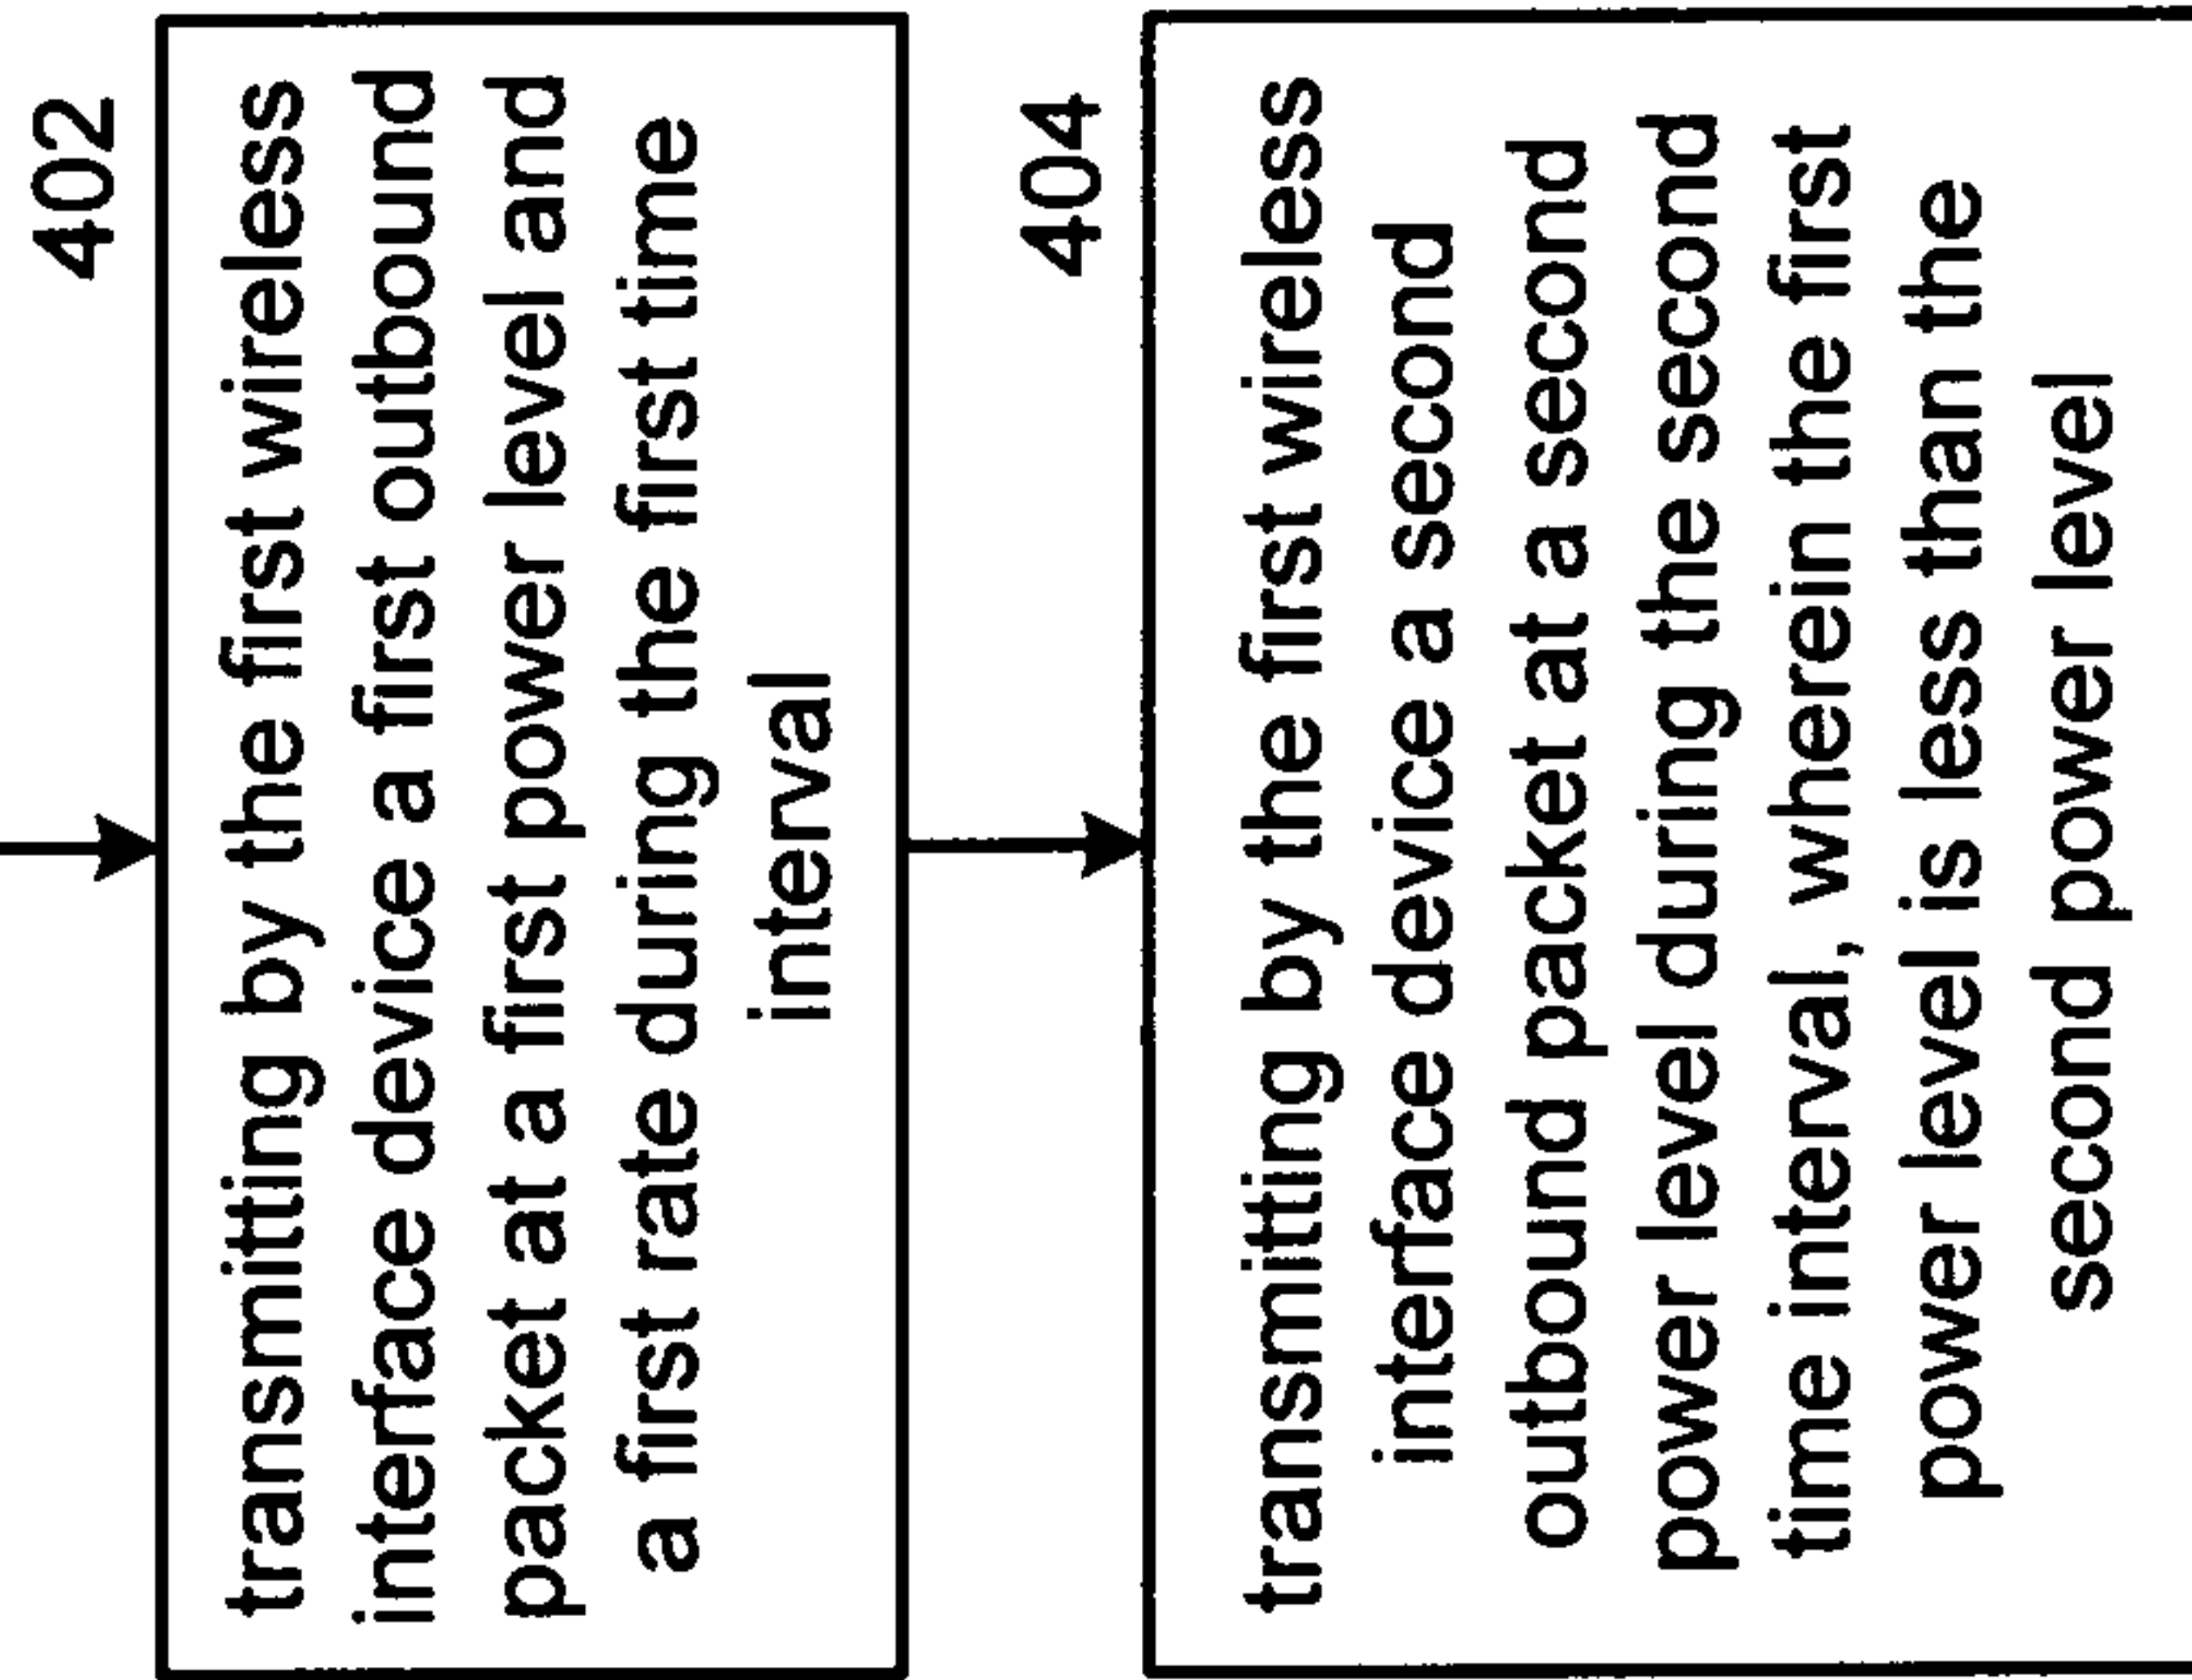 402
transmitting by the first wireless
interface device a first outbound
packet at a first power level and
a first rate during the first time
interval
404
transmitting by the first wireless
interface device a second
outbound packet at a second
power level during the second
time interval, wherein the first
power level is less than the
second power level